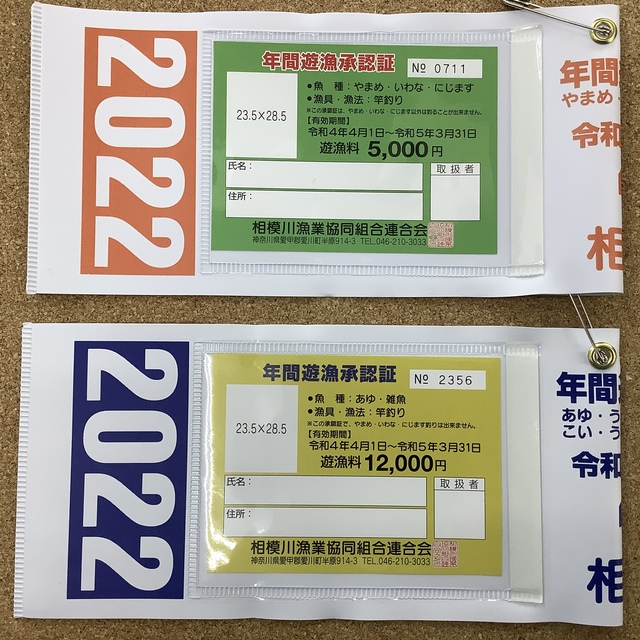 2022
年間遊漁承認証
№ 0711
●魚 種：やまめ・いわな・にじます
●漁具・漁法：竿釣り
※この承認証は、やまめ・いわな・にじます以外は釣ることが出来ません。
【有効期間】
令和4年4月1日～令和5年3月31日
遊漁料 5,000円
23.5×28.5
氏名：
住所：
取扱者
相模川漁業協同組合連合会
神奈川県愛甲郡愛川町半原914-3 TEL.046-210-3033
年間
やまめ・
令和
相
2022
年間遊漁承認証
№ 2356
●魚 種：あゆ・雑魚
●漁具・漁法：竿釣り
※この承認証で、やまめ・いわな・にじます釣りは出来ません。
【有効期間】
令和4年4月1日～令和5年3月31日
遊漁料 12,000円
23.5×28.5
氏名：
住所：
取扱者
相模川漁業協同組合連合会
神奈川県愛甲郡愛川町半原914-3 TEL.046-210-3033
年間
あゆ・う
こい・う
令和
相